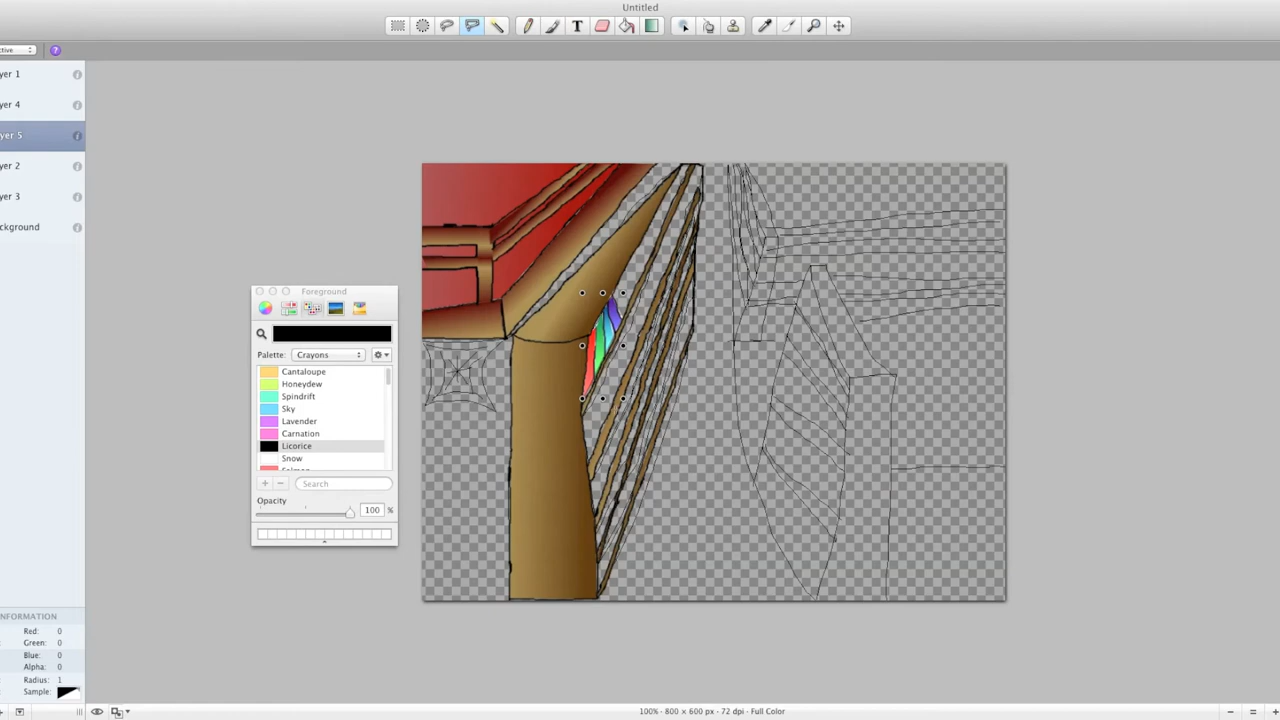 Untitled
T
ctive
?
yer 1
yer 4
yer 5
yer 2
yer 3
ckground
Foreground
Palette: Crayons
Cantaloupe
Honeydew
Spindrift
Sky
Lavender
Carnation
Licorice
Snow
Salmon
Search
Opacity
100 %
INFORMATION
Red: 0
Green: 0
Blue: 0
Alpha: 0
Radius: 1
Sample:
100% - 800 × 600 px - 72 dpi - Full Color